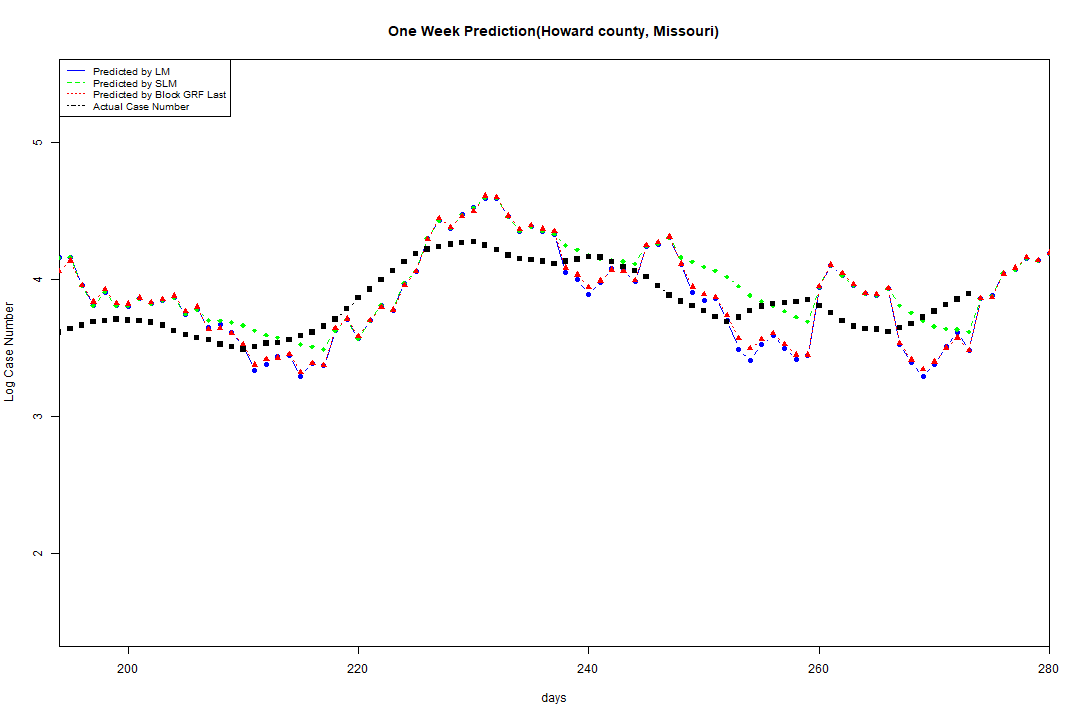 One Week Prediction(Howard county, Missouri)
Predicted by LM
Predicted by SLM
Predicted by Block GRF Last
Actual Case Number
5
4
3
2
Log Case Number
200
220
240
260
280
days